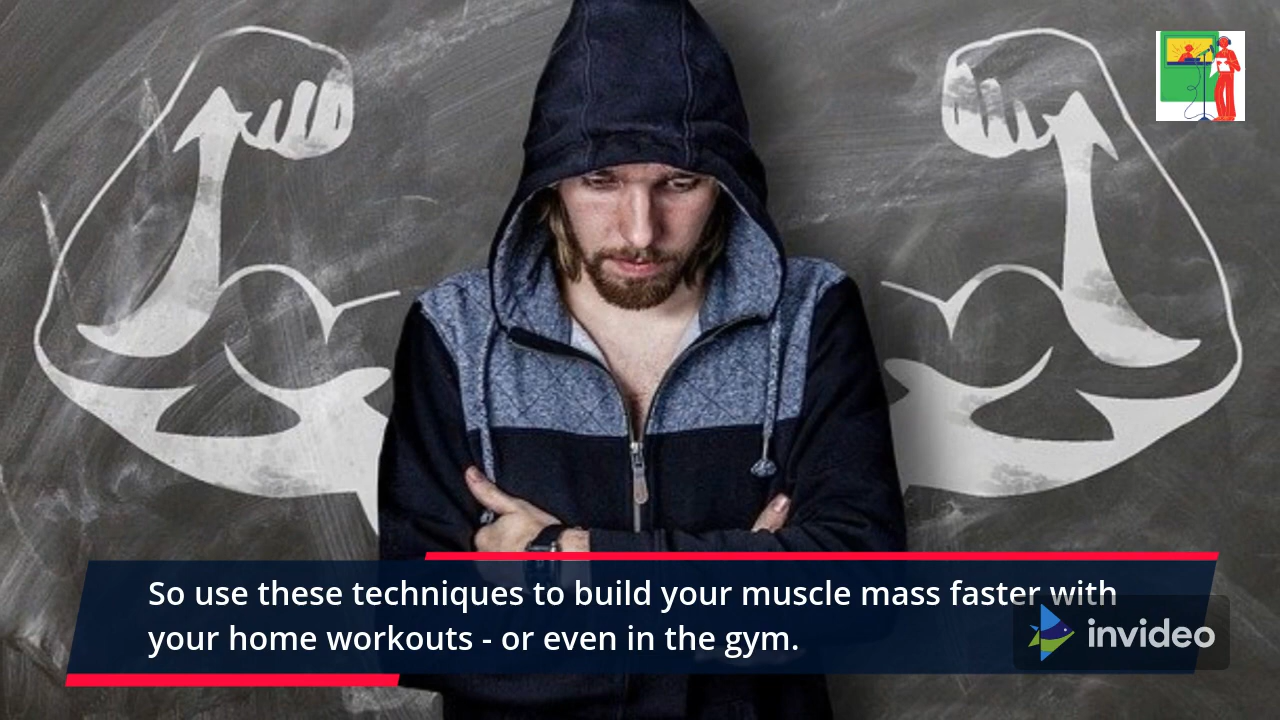 So use these techniques to build your muscle mass faster with
your home workouts - or even in the gym.
invideo